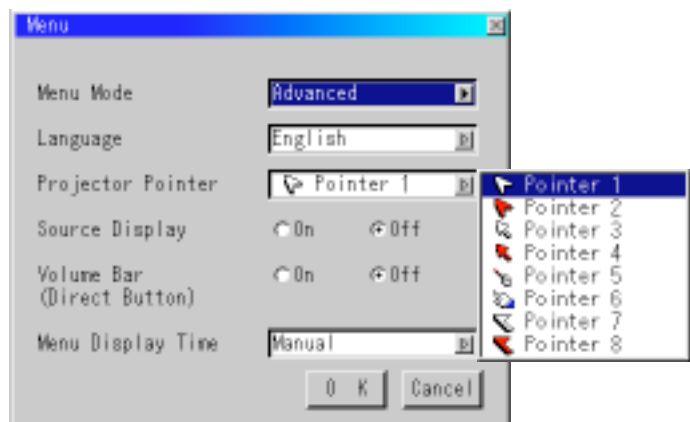 Menu
Menu Mode Advanced
Language English
Projector Pointer Pointer 1
Source Display On Off
Volume Bar On Off
(Direct Button)
Menu Display Time Manual
O K Cancel
Pointer 1
Pointer 2
Pointer 3
Pointer 4
Pointer 5
Pointer 6
Pointer 7
Pointer 8